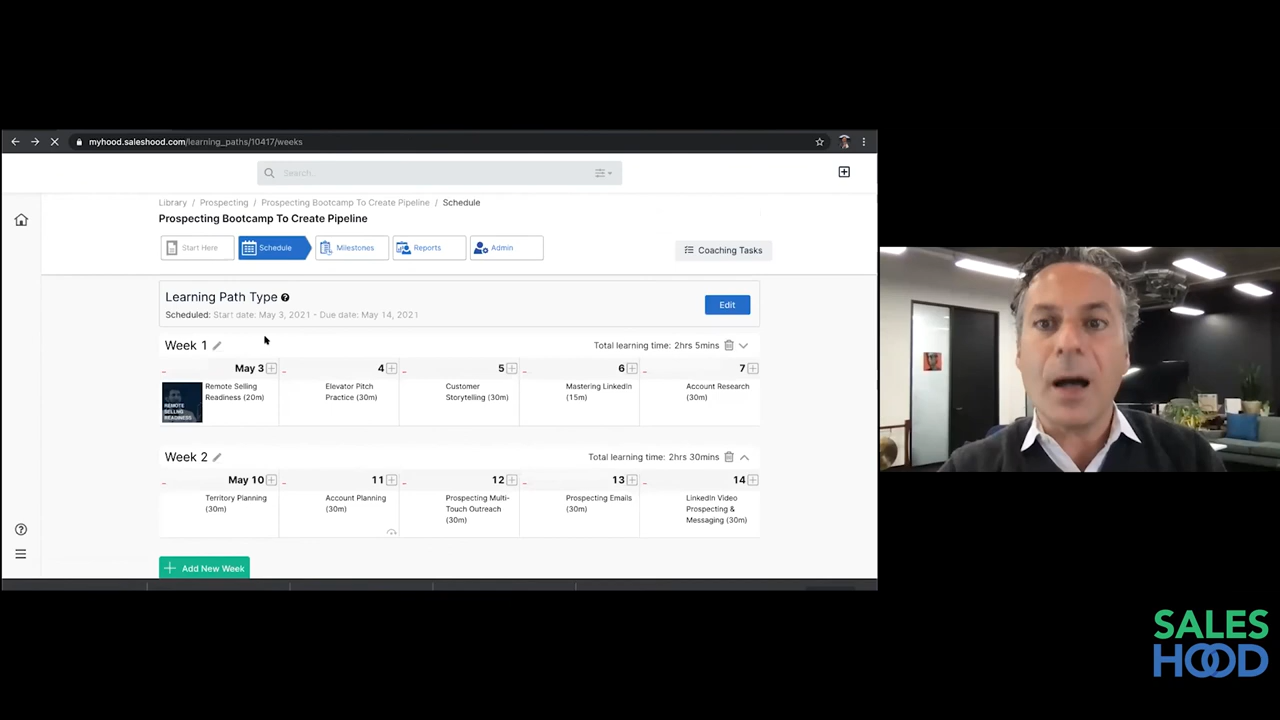 myhood.saleshood.com/learning_paths/10417/weeks
Search...
Library / Prospecting / Prospecting Bootcamp To Create Pipeline / Schedule
Prospecting Bootcamp To Create Pipeline
Start Here
Schedule
Milestones
Reports
Admin
Coaching Tasks
Learning Path Type
Edit
Scheduled: Start date: May 3, 2021 - Due date: May 14, 2021
Week 1
Total learning time: 2hrs 5mins
May 3
4
5
6
7
REMOTE
SELLING
READINESS
Remote Selling
Readiness (20m)
Elevator Pitch
Practice (30m)
Customer
Storytelling (30m)
Mastering LinkedIn
(15m)
Account Research
(30m)
Week 2
Total learning time: 2hrs 30mins
May 10
11
12
13
14
Territory Planning
(30m)
Account Planning
(30m)
Prospecting Multi-
Touch Outreach
(30m)
Prospecting Emails
(30m)
LinkedIn Video
Prospecting &
Messaging (30m)
Add New Week
SALES
HOOD